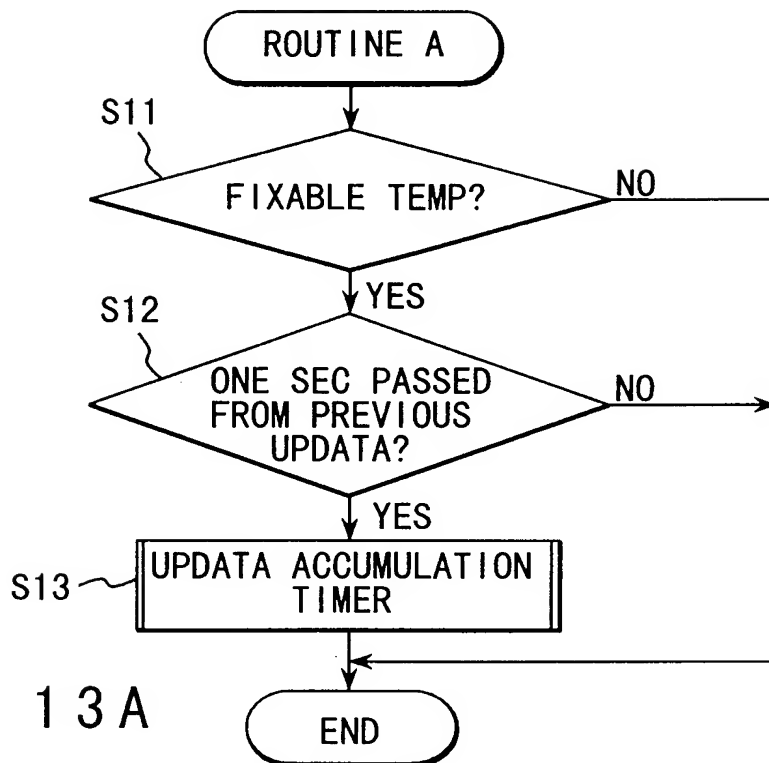 ROUTINE A
S11
FIXABLE TEMP?
NO
YES
S12
ONE SEC PASSED
FROM PREVIOUS
UPDATA?
NO
YES
S13
UPDATA ACCUMULATION
TIMER
13A
END